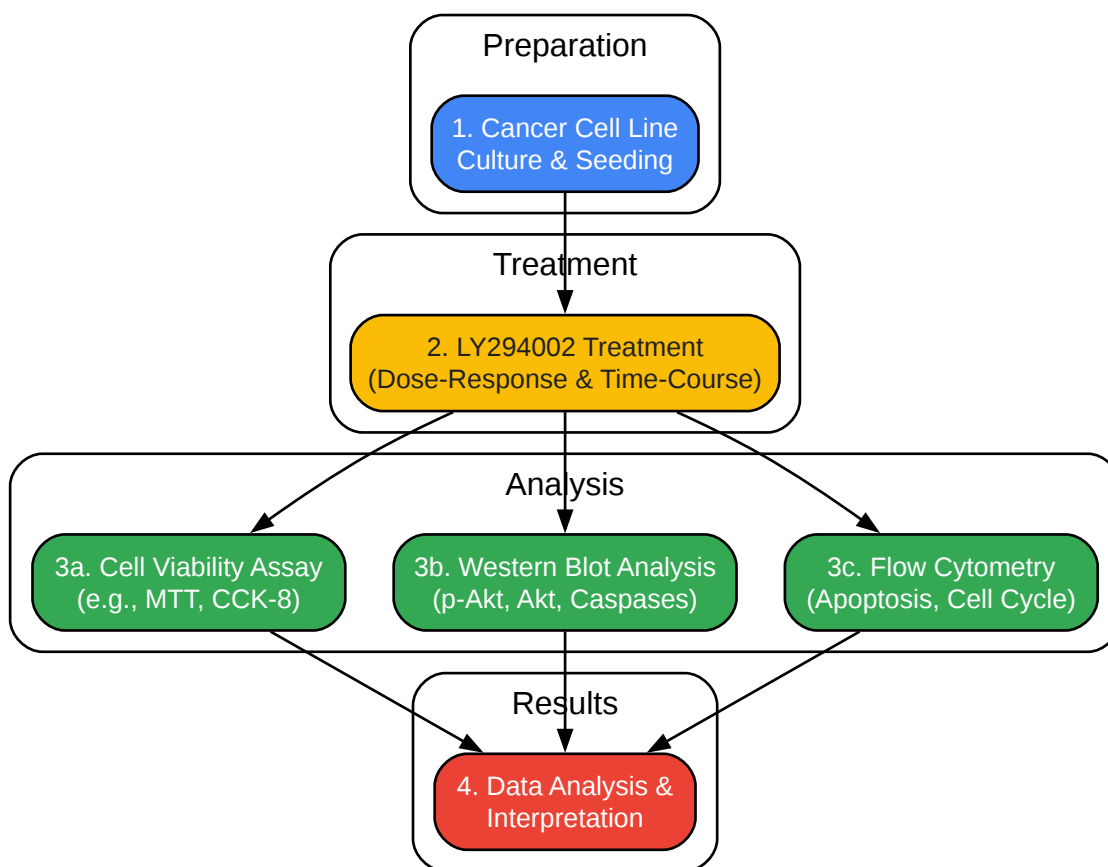 Preparation
1. Cancer Cell Line
Culture & Seeding
Treatment
2. LY294002 Treatment
(Dose-Response & Time-Course)
Analysis
3a. Cell Viability Assay
(e.g., MTT, CCK-8)
3b. Western Blot Analysis
(p-Akt, Akt, Caspases)
3c. Flow Cytometry
(Apoptosis, Cell Cycle)
Results
4. Data Analysis &
Interpretation